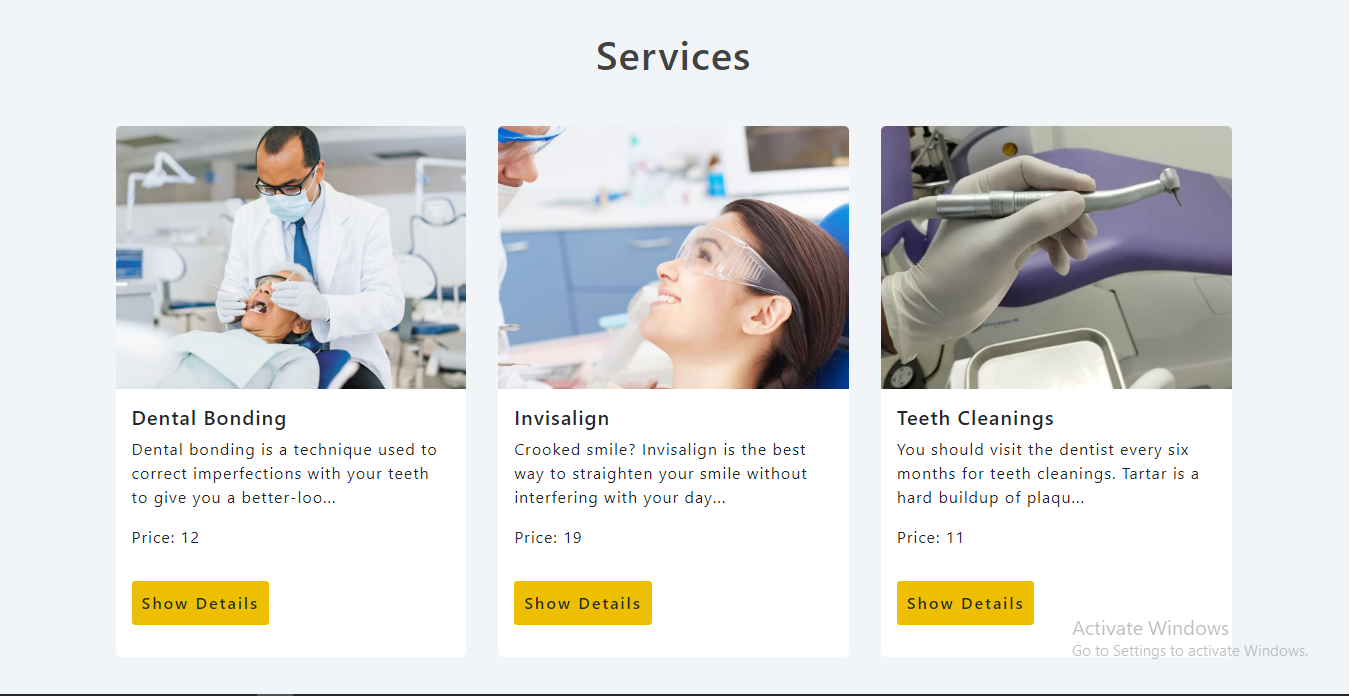 Services
Dental Bonding
Dental bonding is a technique used to
correct imperfections with your teeth
to give you a better-loo...
Price: 12
Show Details
Invisalign
Crooked smile? Invisalign is the best
way to straighten your smile without
interfering with your day...
Price: 19
Show Details
Teeth Cleanings
You should visit the dentist every six
months for teeth cleanings. Tartar is a
hard buildup of plaqu...
Price: 11
Show Details
Activate Windows
Go to Settings to activate Windows.